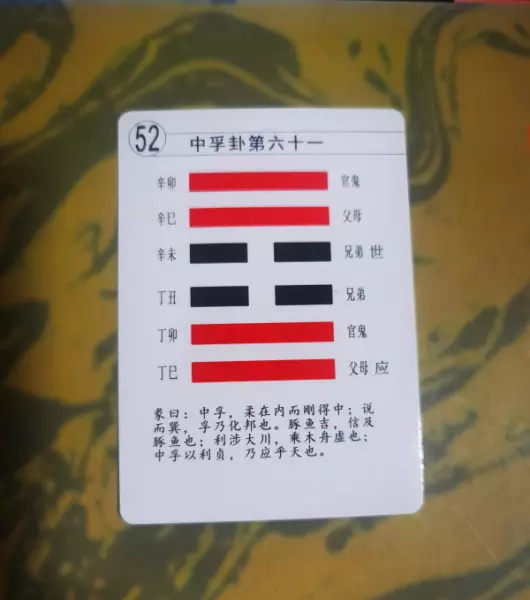 52 中孚卦第六十一
辛卯 官鬼
辛巳 父母
辛未 兄弟 世
丁丑 兄弟
丁卯 官鬼
丁巳 父母 应
彖曰：中孚，柔在内而刚得中；说
而巽，孚乃化邦也。豚鱼吉，信及
豚鱼也；利涉大川，乘木舟虚也；
中孚以利贞，乃应乎天也。